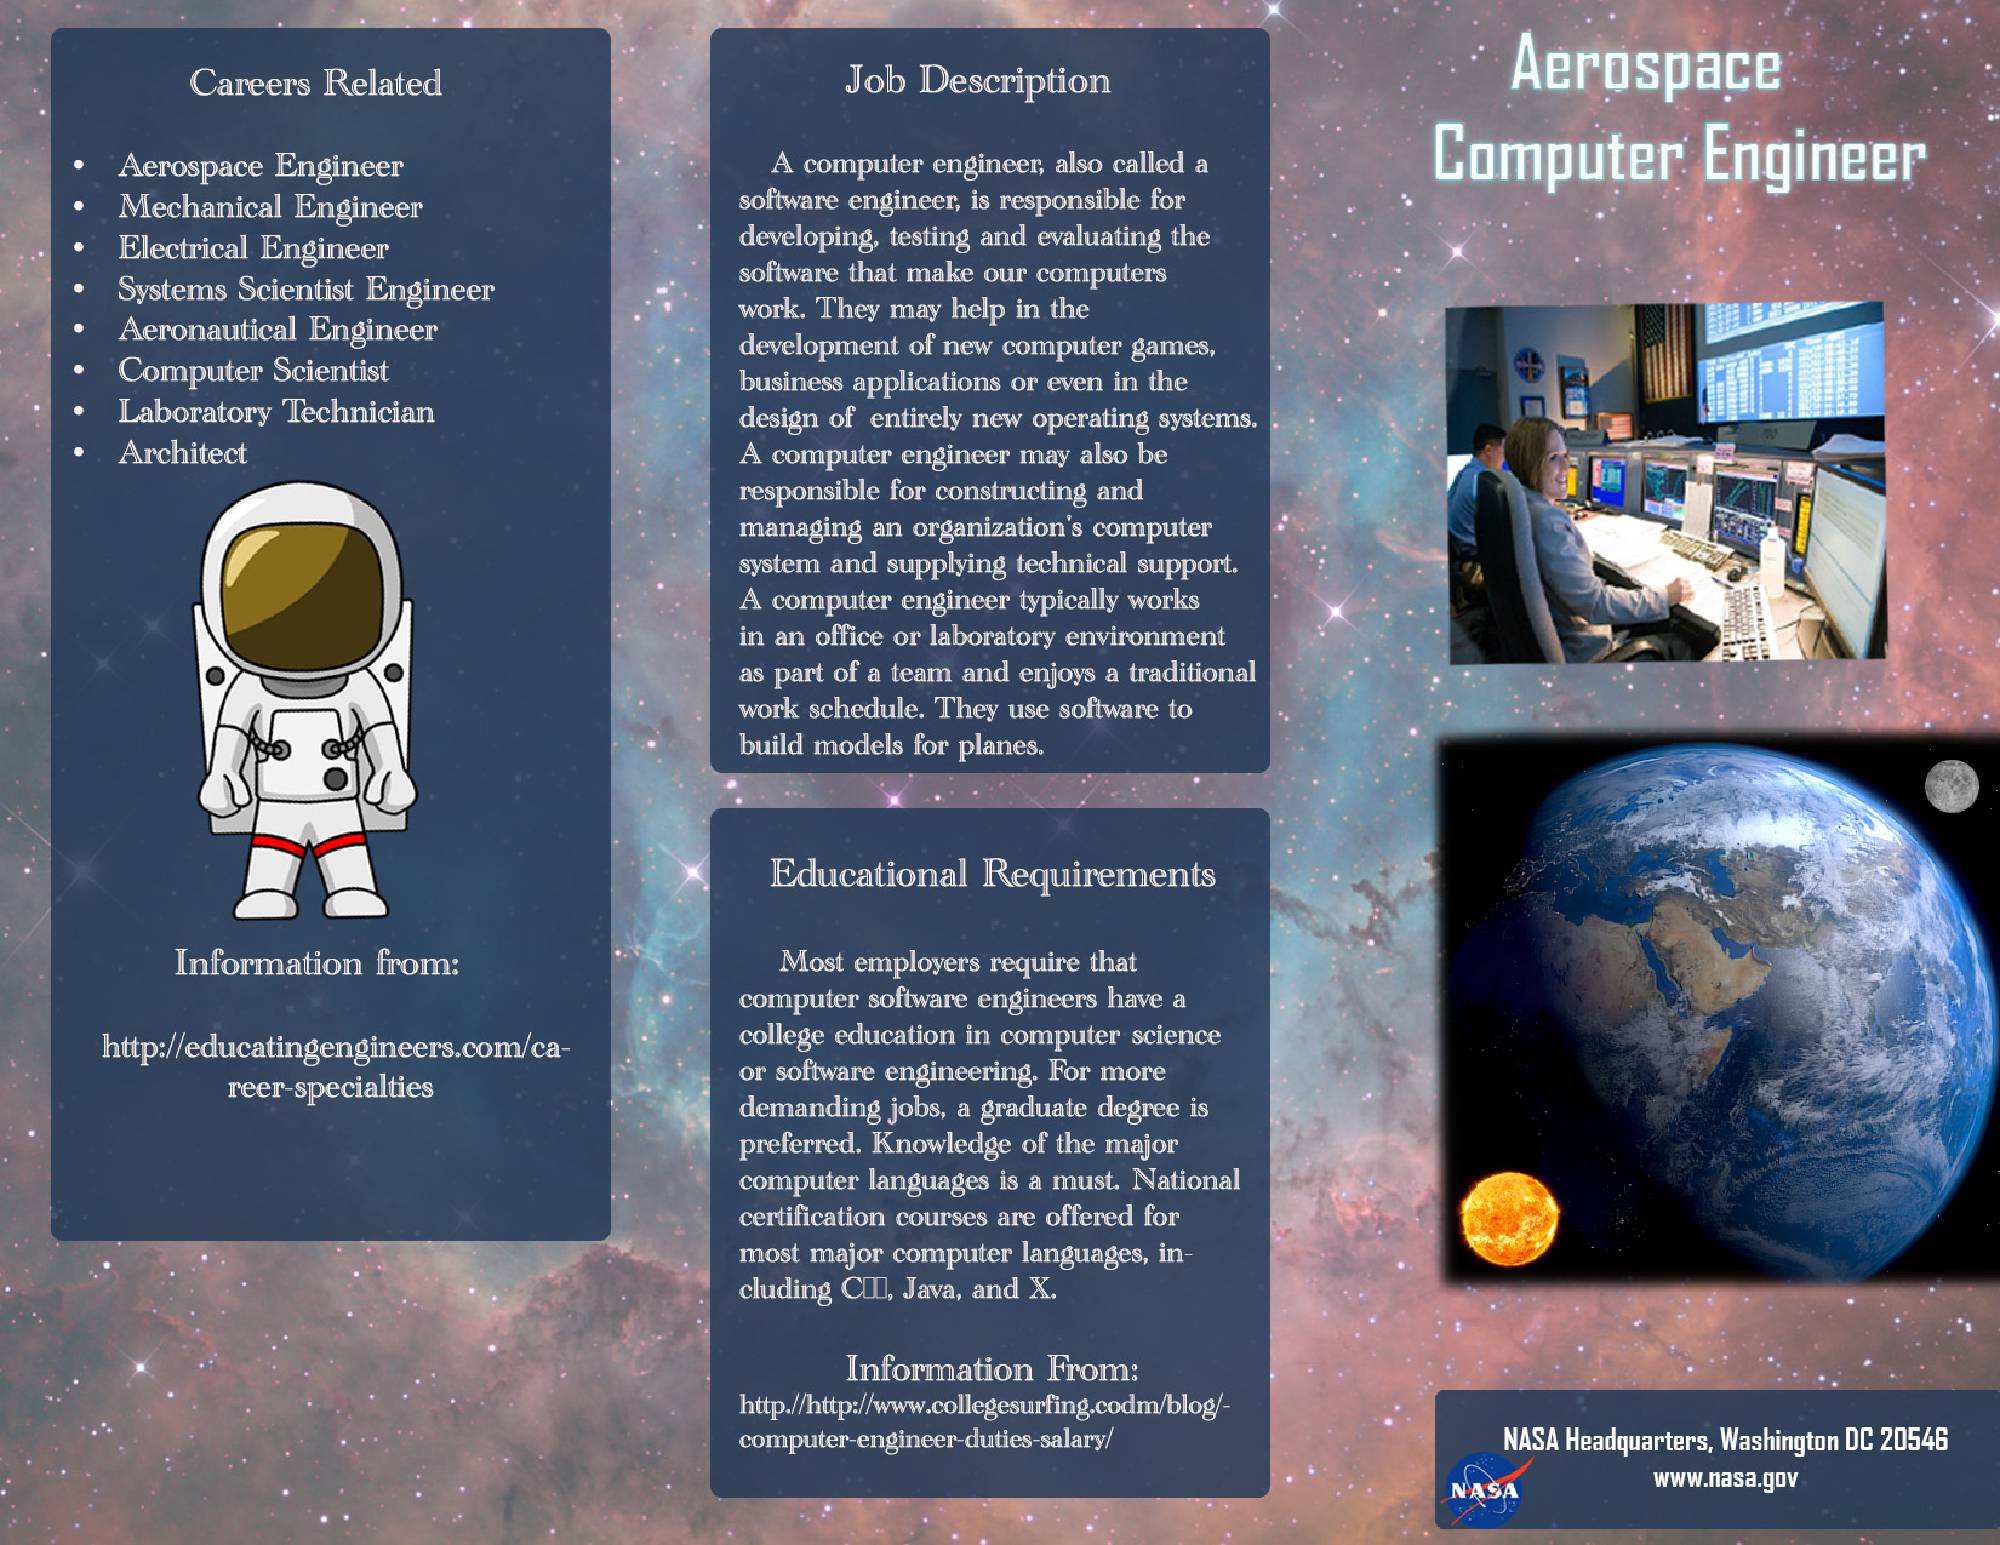 Careers Related
• Aerospace Engineer
• Mechanical Engineer
• Electrical Engineer
• Systems Scientist Engineer
• Aeronautical Engineer
• Computer Scientist
• Laboratory Technician
• Architect
Information from:
http://educatingengineers.com/ca-
reer-specialties
Job Description
A computer engineer, also called a
software engineer, is responsible for
developing, testing and evaluating the
software that make our computers
work. They may help in the
development of new computer games,
business applications or even in the
design of entirely new operating systems.
A computer engineer may also be
responsible for constructing and
managing an organization's computer
system and supplying technical support.
A computer engineer typically works
in an office or laboratory environment
as part of a team and enjoys a traditional
work schedule. They use software to
build models for planes.
Educational Requirements
Most employers require that
computer software engineers have a
college education in computer science
or software engineering. For more
demanding jobs, a graduate degree is
preferred. Knowledge of the major
computer languages is a must. National
certification courses are offered for
most major computer languages, in-
cluding C□□, Java, and X.
Information From:
http.//http://www.collegesurfing.codm/blog/-
computer-engineer-duties-salary/
Aerospace
Computer Engineer
NASA Headquarters, Washington DC 20546
www.nasa.gov
NASA